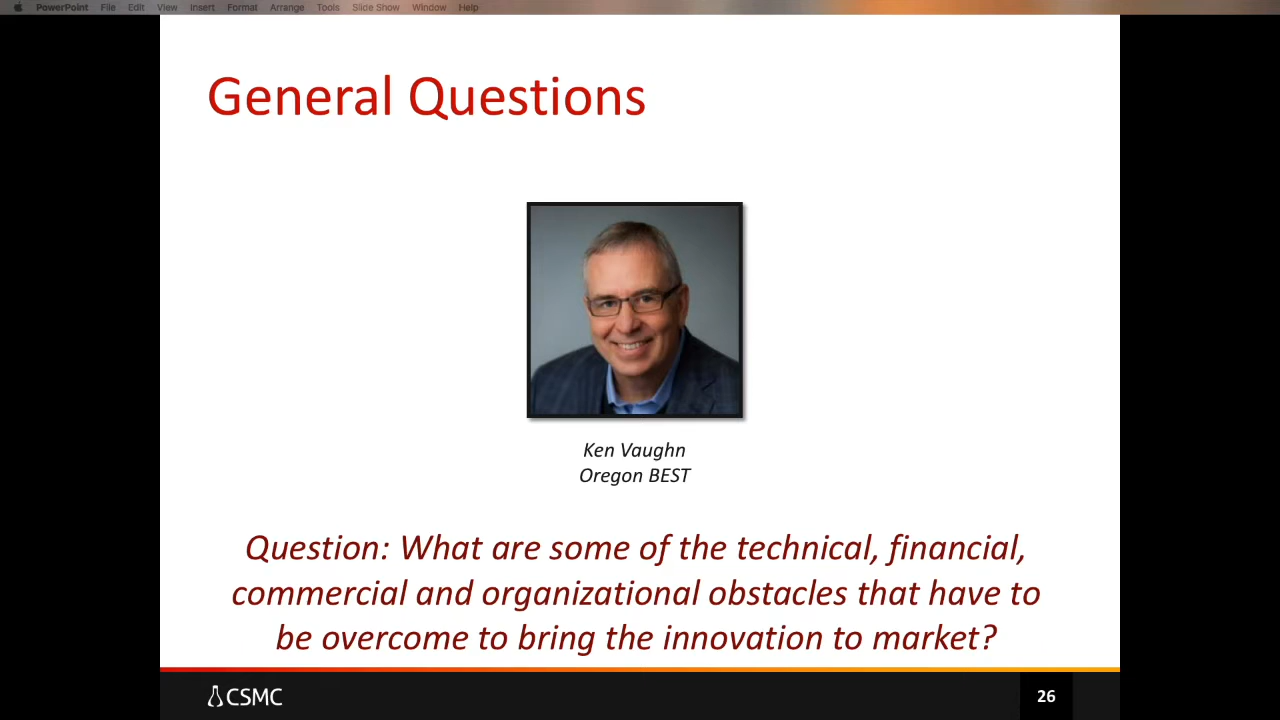 PowerPoint File Edit View Insert Format Arrange Tools Slide Show Window Help
General Questions
Ken Vaughn
Oregon BEST
Question: What are some of the technical, financial,
commercial and organizational obstacles that have to
be overcome to bring the innovation to market?
CSMC
26